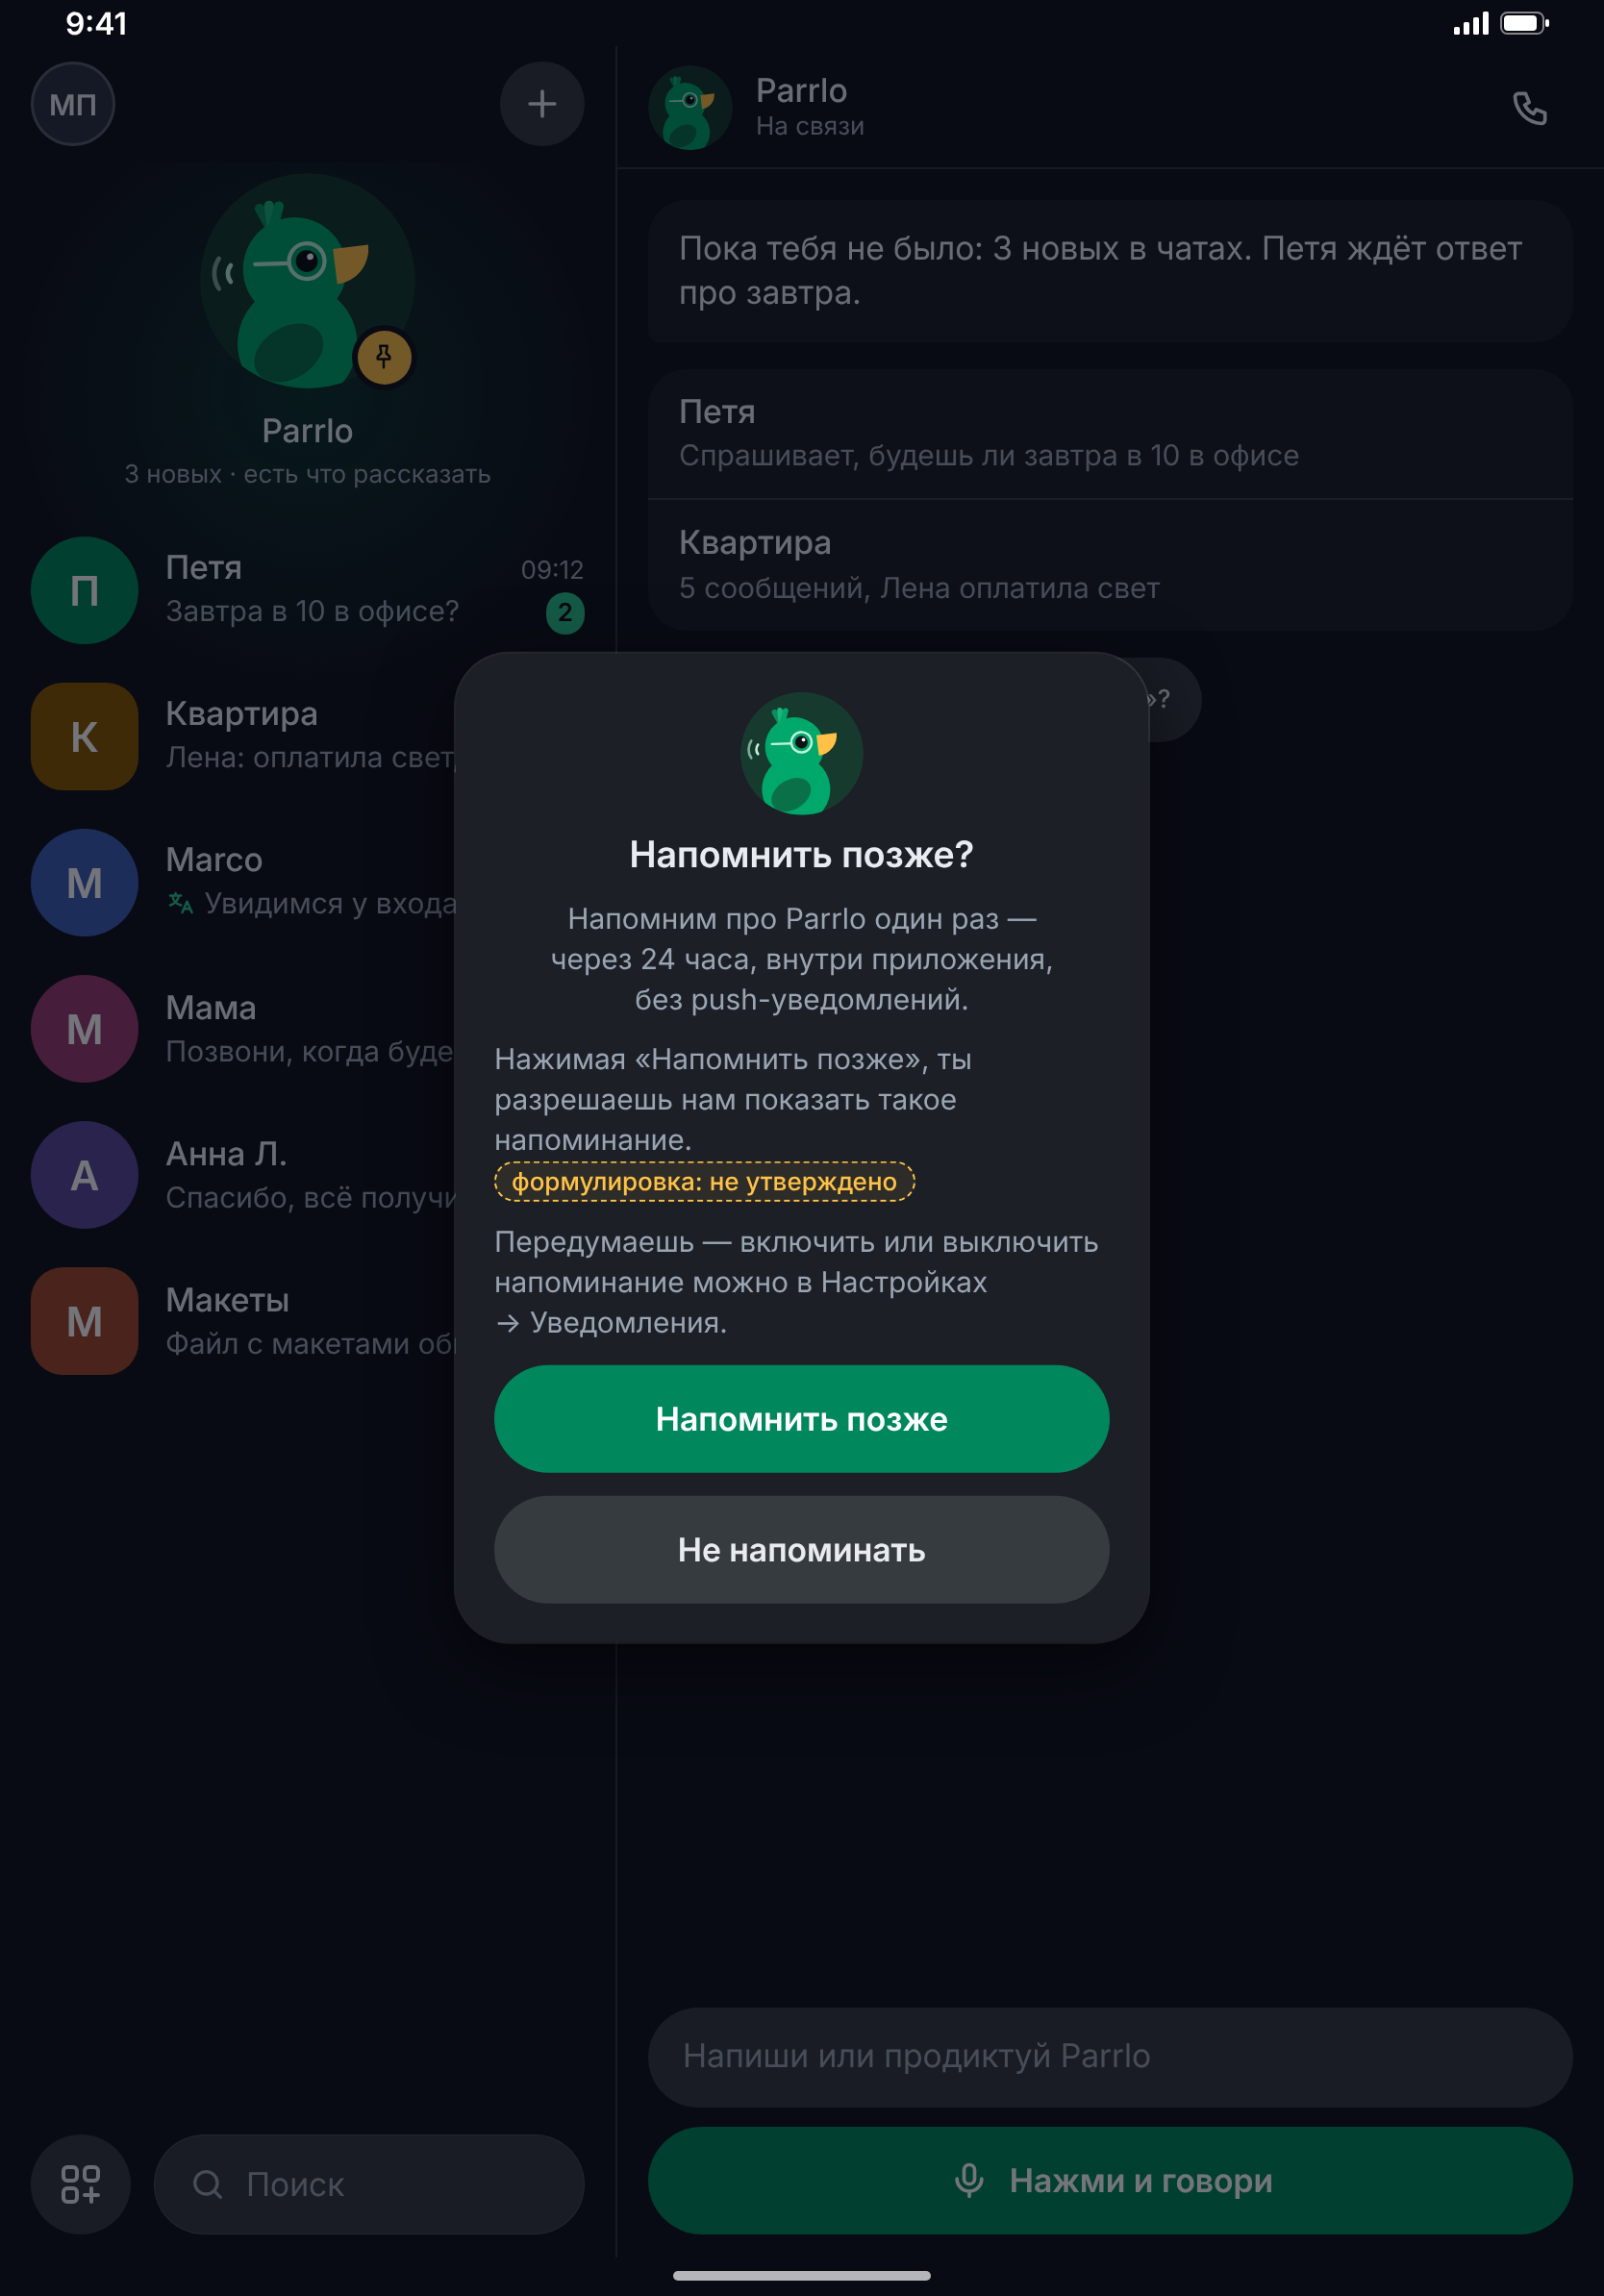 9:41
МП
Parrlo
3 новых · есть что рассказать
П
Петя
09:12
Завтра в 10 в офисе?
2
К
Квартира
Лена: оплатила свет
М
Marco
Увидимся у входа
М
Мама
Позвони, когда буде
А
Анна Л.
Спасибо, всё получи
М
Макеты
Файл с макетами
Поиск
Parrlo
На связи
Пока тебя не было: 3 новых в чатах. Петя ждёт ответ
про завтра.
Петя
Спрашивает, будешь ли завтра в 10 в офисе
Квартира
5 сообщений, Лена оплатила свет
»?
Напомнить позже?
Напомним про Parrlo один раз —
через 24 часа, внутри приложения,
без push-уведомлений.
Нажимая «Напомнить позже», ты
разрешаешь нам показать такое
напоминание.
формулировка: не утверждено
Передумаешь — включить или выключить
напоминание можно в Настройках
→ Уведомления.
Напомнить позже
Не напоминать
Напиши или продиктуй Parrlo
Нажми и говори